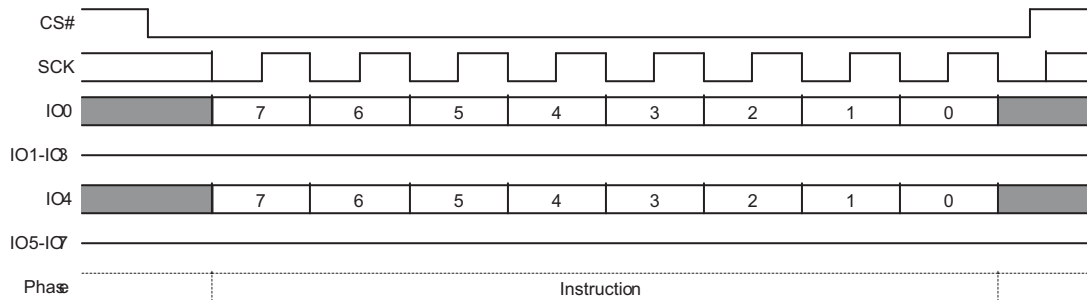 CS#
SCK
IO0
7 6 5 4 3 2 1 0
IO1-IO3
IO4
7 6 5 4 3 2 1 0
IO5-IO7
Phase
Instruction